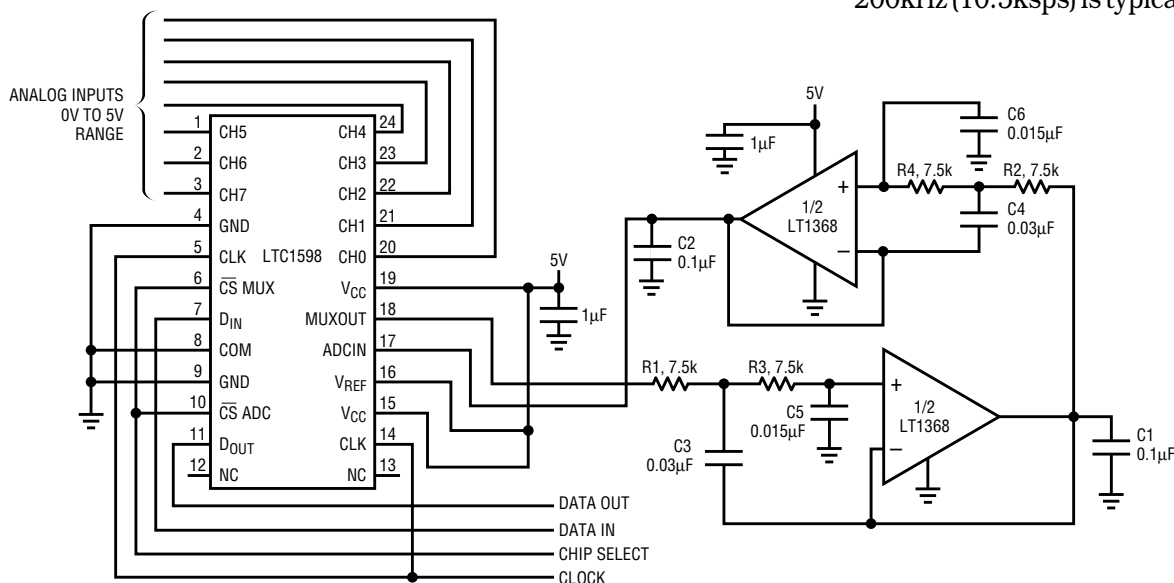 200kHz (10.5ksps) is typica
ANALOG INPUTS
0V TO 5V
RANGE
1
CH5
2
CH6
3
CH7
4
GND
5
CLK
6
CS MUX
7
DIN
8
COM
9
GND
10
CS ADC
11
DOUT
12
NC
LTC1598
24
CH4
23
CH3
22
CH2
21
CH1
20
CH0
19
VCC
18
MUXOUT
17
ADCIN
16
VREF
15
VCC
14
CLK
13
NC
5V
1µF
5V
1µF
C2
0.1µF
1/2
LT1368
+
−
C6
0.015µF
R4, 7.5k
R2, 7.5k
C4
0.03µF
R1, 7.5k
R3, 7.5k
C5
0.015µF
C3
0.03µF
+
−
1/2
LT1368
C1
0.1µF
DATA OUT
DATA IN
CHIP SELECT
CLOCK